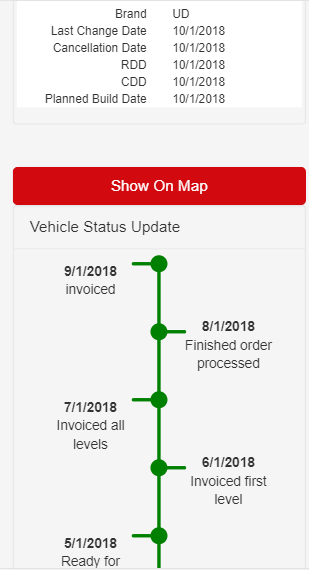 Brand UD
Last Change Date 10/1/2018
Cancellation Date 10/1/2018
RDD 10/1/2018
CDD 10/1/2018
Planned Build Date 10/1/2018
Show On Map
Vehicle Status Update
9/1/2018
invoiced
8/1/2018
Finished order
processed
7/1/2018
Invoiced all
levels
6/1/2018
Invoiced first
level
5/1/2018
Ready for